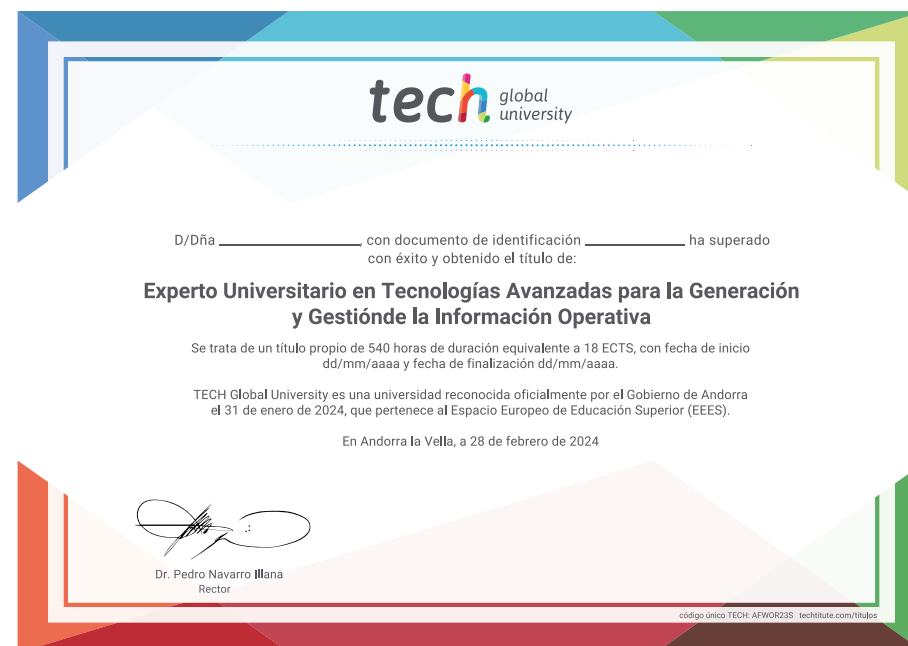 tech global university
D/Dña ____________________, con documento de identificación ______________ ha superado
con éxito y obtenido el título de:
Experto Universitario en Tecnologías Avanzadas para la Generación
y Gestiónde la Información Operativa
Se trata de un título propio de 540 horas de duración equivalente a 18 ECTS, con fecha de inicio
dd/mm/aaaa y fecha de finalización dd/mm/aaaa.
TECH Global University es una universidad reconocida oficialmente por el Gobierno de Andorra
el 31 de enero de 2024, que pertenece al Espacio Europeo de Educación Superior (EEES).
En Andorra la Vella, a 28 de febrero de 2024
Dr. Pedro Navarro Illana
Rector
código único TECH: AFWOR23S techtitute.com/títulos